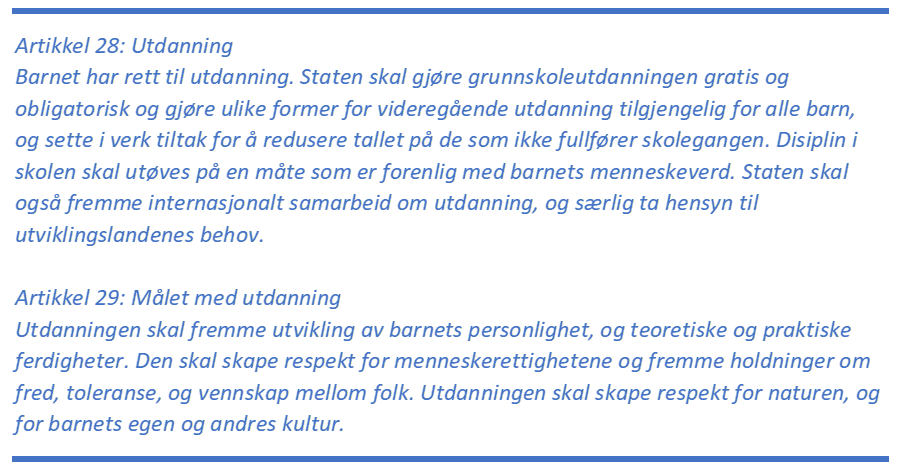 Artikkel 28: Utdanning
Barnet har rett til utdanning. Staten skal gjøre grunnskoleutdanningen gratis og
obligatorisk og gjøre ulike former for videregående utdanning tilgjengelig for alle barn,
og sette i verk tiltak for å redusere tallet på de som ikke fullfører skolegangen. Disiplin i
skolen skal utøves på en måte som er forenlig med barnets menneskeverd. Staten skal
også fremme internasjonalt samarbeid om utdanning, og særlig ta hensyn til
utviklingslandenes behov.
Artikkel 29: Målet med utdanning
Utdanningen skal fremme utvikling av barnets personlighet, og teoretiske og praktiske
ferdigheter. Den skal skape respekt for menneskerettighetene og fremme holdninger om
fred, toleranse, og vennskap mellom folk. Utdanningen skal skape respekt for naturen, og
for barnets egen og andres kultur.